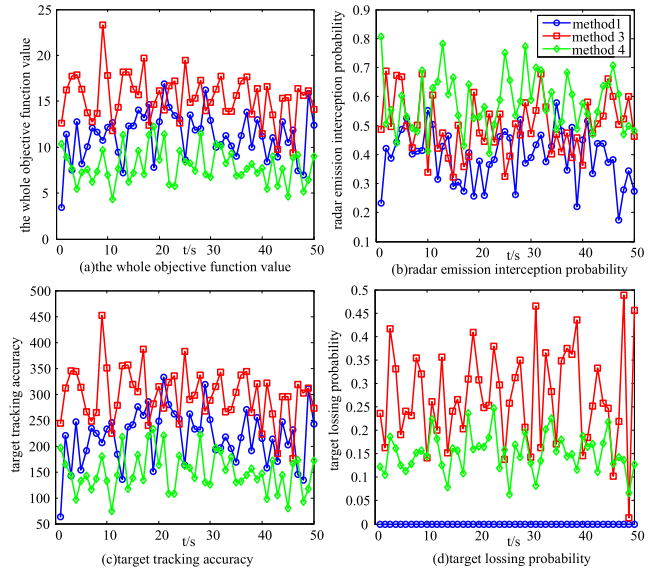 the whole objective function value
25
20
15
10
5
0
0 10 20 30 40 50
t/s
(a)the whole objective function value
radar emission interception probability
0.9
0.8
0.7
0.6
0.5
0.4
0.3
0.2
0.1
method1
method 3
method 4
0 10 20 30 40 50
t/s
(b)radar emission interception probability
target tracking accuracy
500
450
400
350
300
250
200
150
100
50
0 10 20 30 40 50
t/s
(c)target tracking accuracy
target lossing probability
0.5
0.45
0.4
0.35
0.3
0.25
0.2
0.15
0.1
0.05
0
0 10 20 30 40 50
t/s
(d)target lossing probability